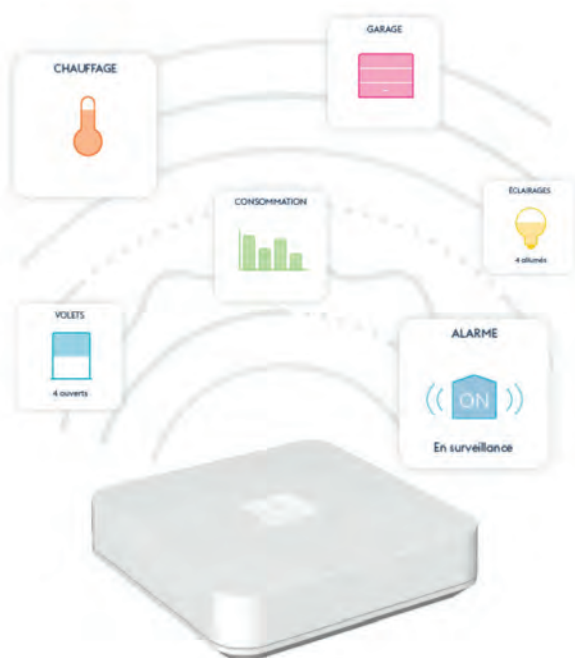 GARAGE
CHAUFFAGE
ÉCLAIRAGES
4 allumés
CONSOMMATION
VOLETS
4 ouverts
ALARME
ON
En surveillance